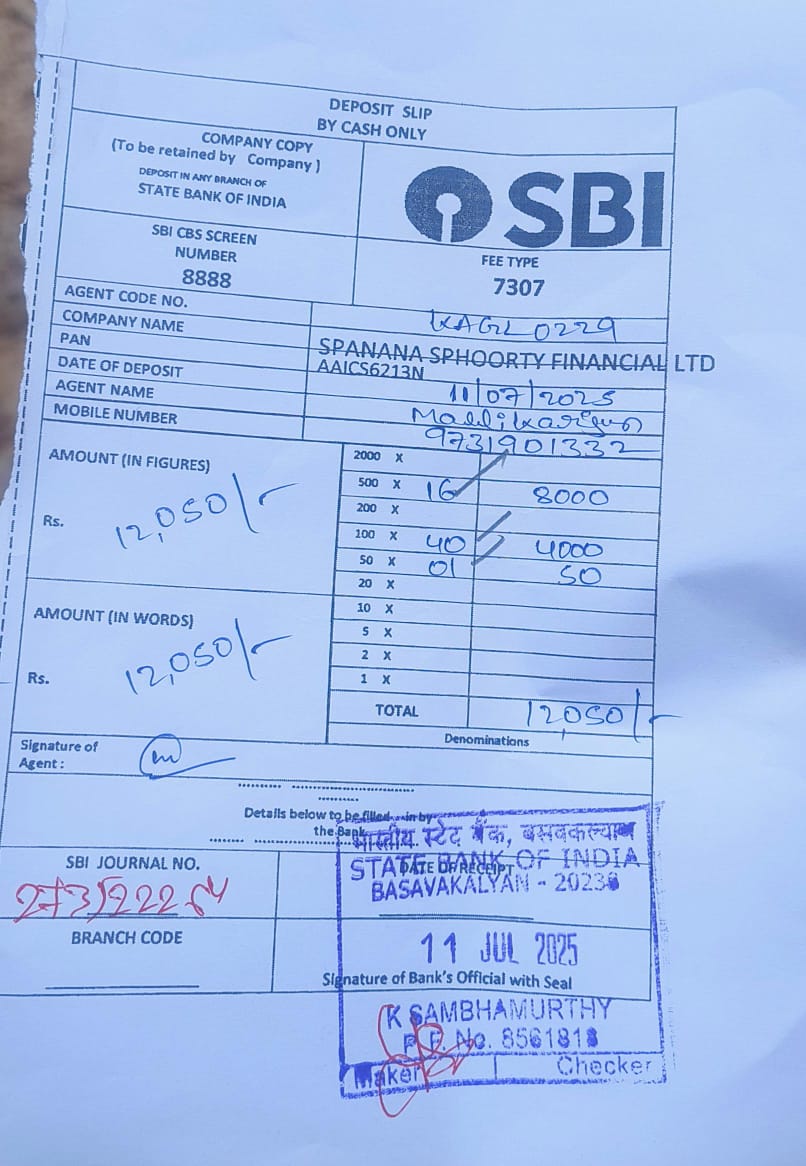 DEPOSIT SLIP
BY CASH ONLY
COMPANY COPY
(To be retained by Company )
DEPOSIT IN ANY BRANCH OF
STATE BANK OF INDIA
SBI
SBI CBS SCREEN
NUMBER
8888
FEE TYPE
7307
AGENT CODE NO. KAGL0229
COMPANY NAME SPANANA SPHOORTY FINANCIAL LTD
PAN AAICS6213N
DATE OF DEPOSIT 11/07/2025
AGENT NAME Mallikarjun
MOBILE NUMBER 9731901332
AMOUNT (IN FIGURES)
Rs. 12,050/-
2000 X
500 X 16 8000
200 X
100 X 40 4000
50 X 01 50
20 X
10 X
5 X
2 X
1 X
TOTAL 12,050/-
Denominations
AMOUNT (IN WORDS)
Rs. 12,050/-
Signature of
Agent :
Details below to be filled in by
the Bank
SBI JOURNAL NO.
BRANCH CODE
भारतीय स्टेट बैंक, बसवकल्याण
STATE BANK OF INDIA
DATE OF RECEIPT
BASAVAKALYAN - 20238
11 JUL 2025
Signature of Bank's Official with Seal
K SAMBHAMURTHY
P.F. No. 8561818
Maker Checker